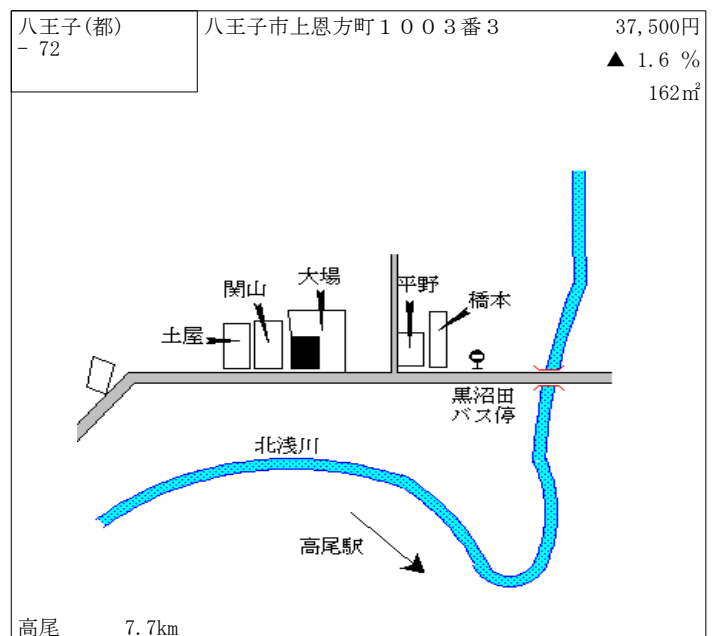 八王子(都)
- 72
八王子市上恩方町１００３番３
37,500円
▲ 1.6 %
162㎡
大場
関山
平野
橋本
土屋
黒沼田
バス停
北浅川
高尾駅
高尾 7.7km